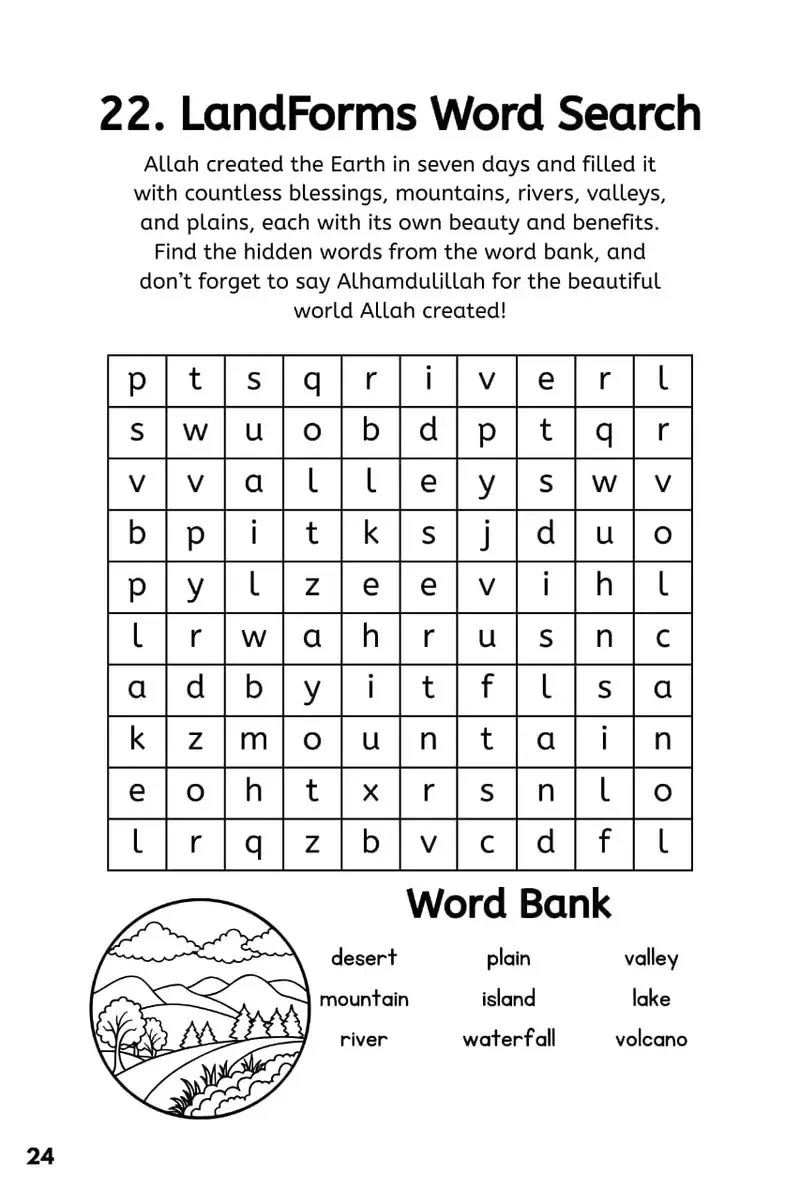 22. LandForms Word Search
Allah created the Earth in seven days and filled it
with countless blessings, mountains, rivers, valleys,
and plains, each with its own beauty and benefits.
Find the hidden words from the word bank, and
don't forget to say Alhamdulillah for the beautiful
world Allah created!
p t s q r i v e r l
s w u o b d p t q r
v v a l l e y s w v
b p i t k s j d u o
p y l z e e v i h l
l r w a h r u s n c
a d b y i t f l s a
k z m o u n t a i n
e o h t x r s n l o
l r q z b v c d f l
Word Bank
desert plain valley
mountain island lake
river waterfall volcano
24